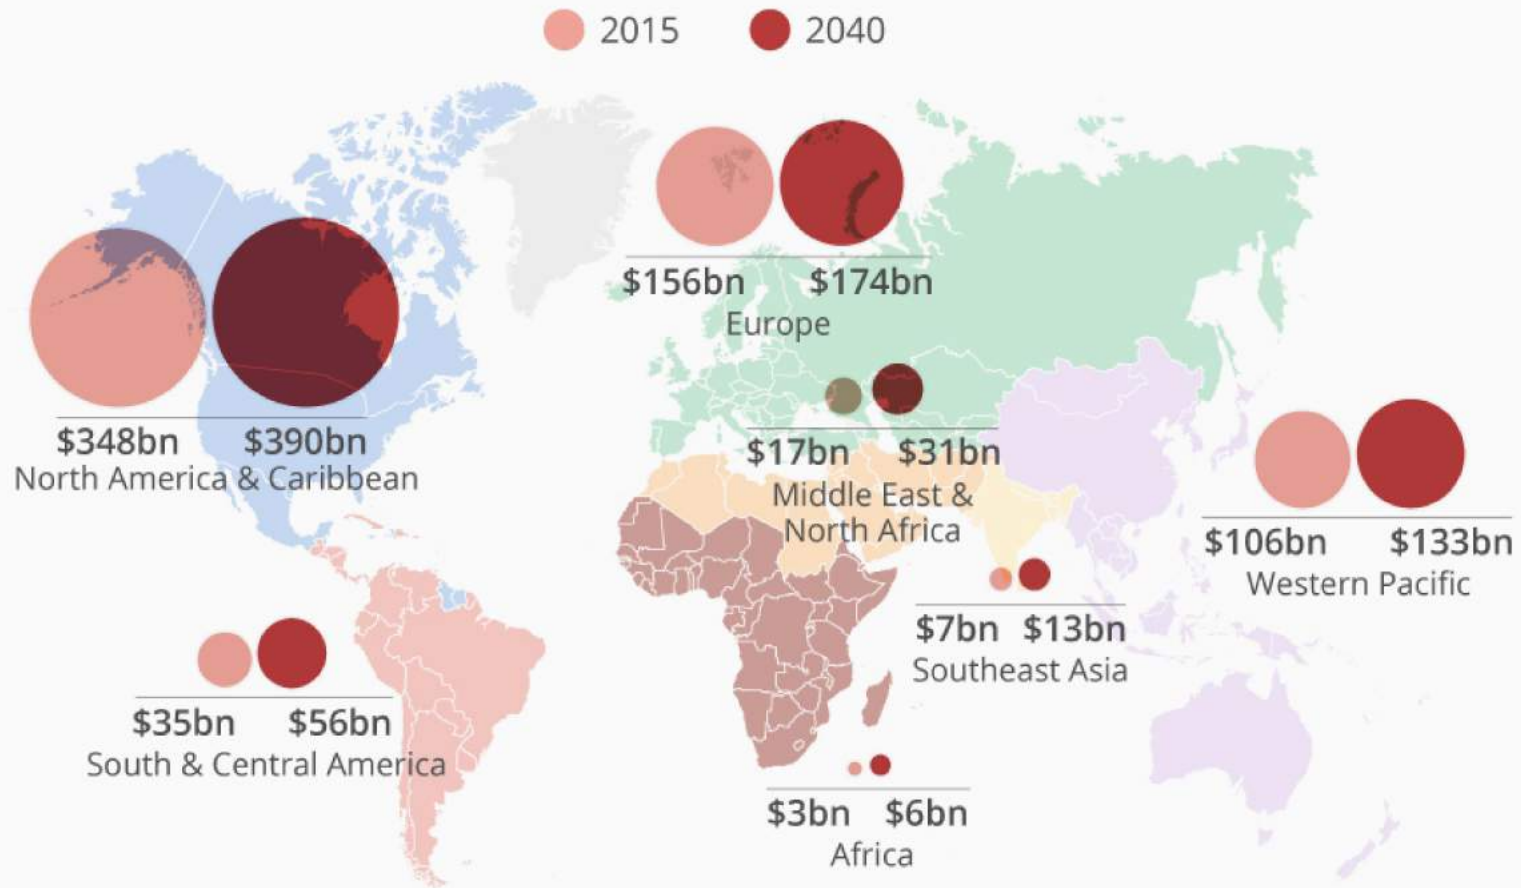 2015 2040
$156bn $174bn
Europe
$348bn $390bn
North America & Caribbean
$17bn $31bn
Middle East &
North Africa
$106bn $133bn
Western Pacific
$7bn $13bn
Southeast Asia
$35bn $56bn
South & Central America
$3bn $6bn
Africa